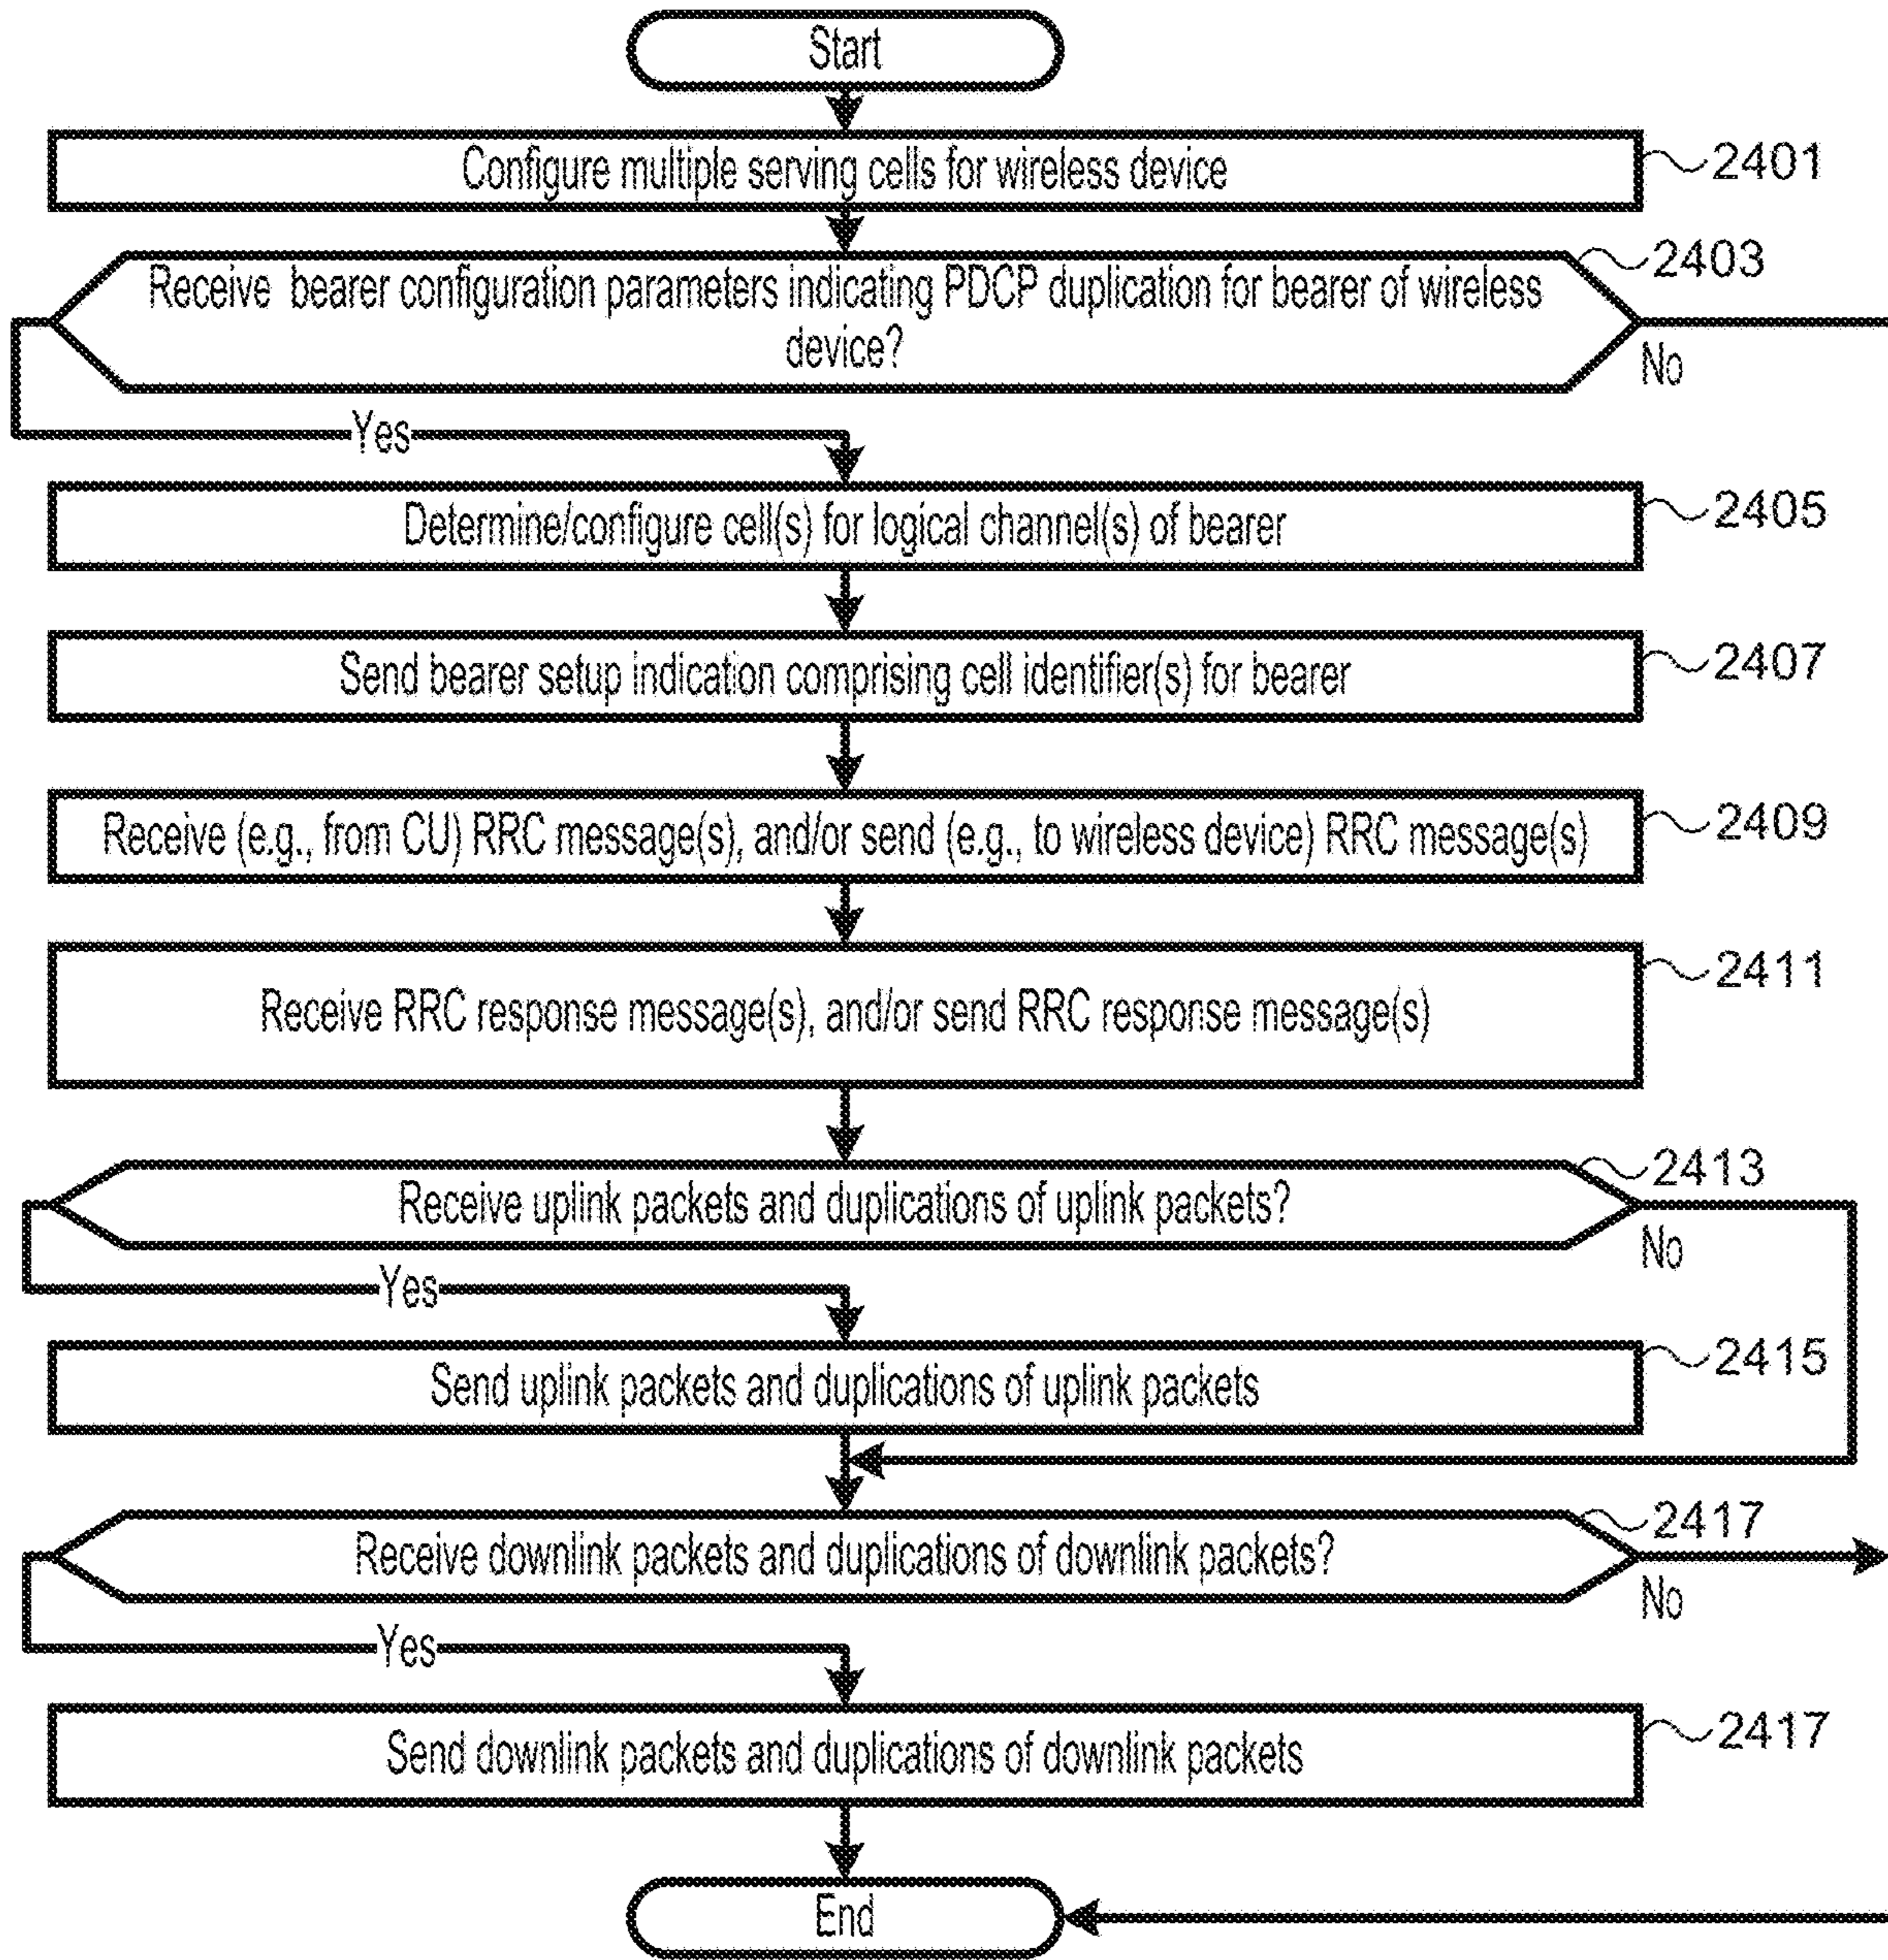 Start
Configure multiple serving cells for wireless device
2401
Receive bearer configuration parameters indicating PDCP duplication for bearer of wireless
device?
2403
No
Yes
Determine/configure cell(s) for logical channel(s) of bearer
2405
Send bearer setup indication comprising cell identifier(s) for bearer
2407
Receive (e.g., from CU) RRC message(s), and/or send (e.g., to wireless device) RRC message(s)
2409
Receive RRC response message(s), and/or send RRC response message(s)
2411
Receive uplink packets and duplications of uplink packets?
2413
No
Yes
Send uplink packets and duplications of uplink packets
2415
Receive downlink packets and duplications of downlink packets?
2417
No
Yes
Send downlink packets and duplications of downlink packets
2417
End